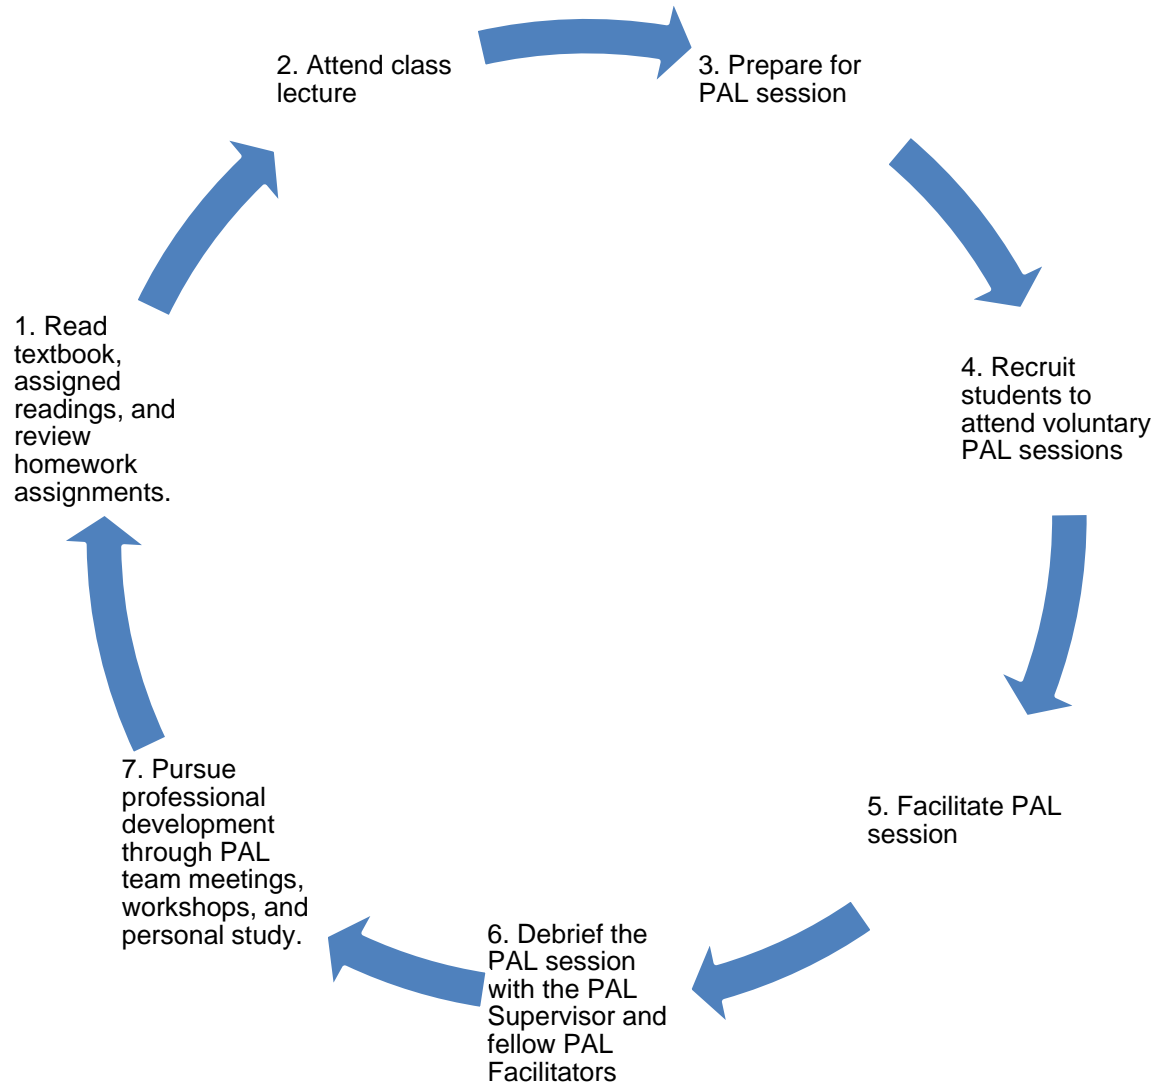 1. Read
textbook,
assigned
readings, and
review
homework
assignments.
2. Attend class
lecture
3. Prepare for
PAL session
4. Recruit
students to
attend voluntary
PAL sessions
5. Facilitate PAL
session
6. Debrief the
PAL session
with the PAL
Supervisor and
fellow PAL
Facilitators
7. Pursue
professional
development
through PAL
team meetings,
workshops, and
personal study.